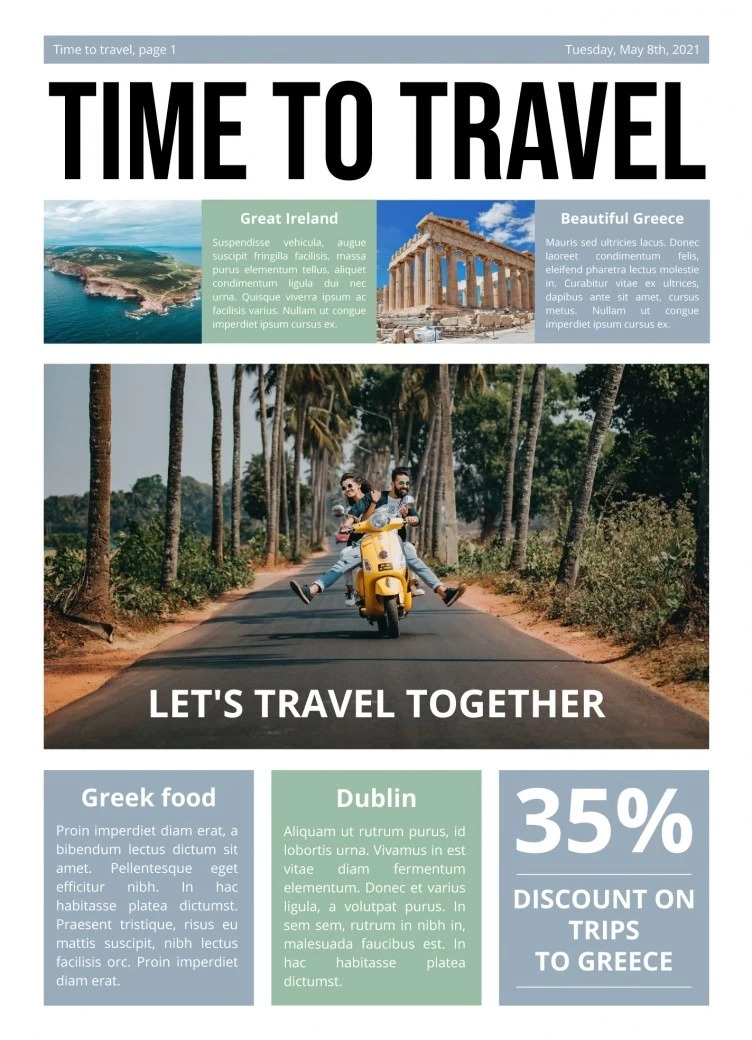 Time to travel, page 1
Tuesday, May 8th, 2021
TIME TO TRAVEL
Great Ireland
Suspendisse vehicula, augue
suscipit fringilla facilisis, massa
purus elementum tellus, aliquet
condimentum ligula dui nec
urna. Quisque viverra ipsum ac
facilisis varius. Nullam ut congue
imperdiet ipsum cursus ex.
Beautiful Greece
Mauris sed ultricies lacus. Donec
laoreet condimentum felis,
eleifend pharetra lectus molestie
in. Curabitur vitae ex ultrices,
dapibus ante sit amet, cursus
metus. Nullam ut congue
imperdiet ipsum cursus ex.
LET'S TRAVEL TOGETHER
Greek food
Proin imperdiet diam erat, a
bibendum lectus dictum sit
amet. Pellentesque eget
efficitur nibh. In hac
habitasse platea dictumst.
Praesent tristique, risus eu
mattis suscipit, nibh lectus
facilisis orc. Proin imperdiet
diam erat.
Dublin
Aliquam ut rutrum purus, id
lobortis urna. Vivamus in est
vitae diam fermentum
elementum. Donec et varius
ligula, a volutpat purus. In
sem sem, rutrum in nibh in,
malesuada faucibus est. In
hac habitasse platea
dictumst.
35%
DISCOUNT ON
TRIPS
TO GREECE